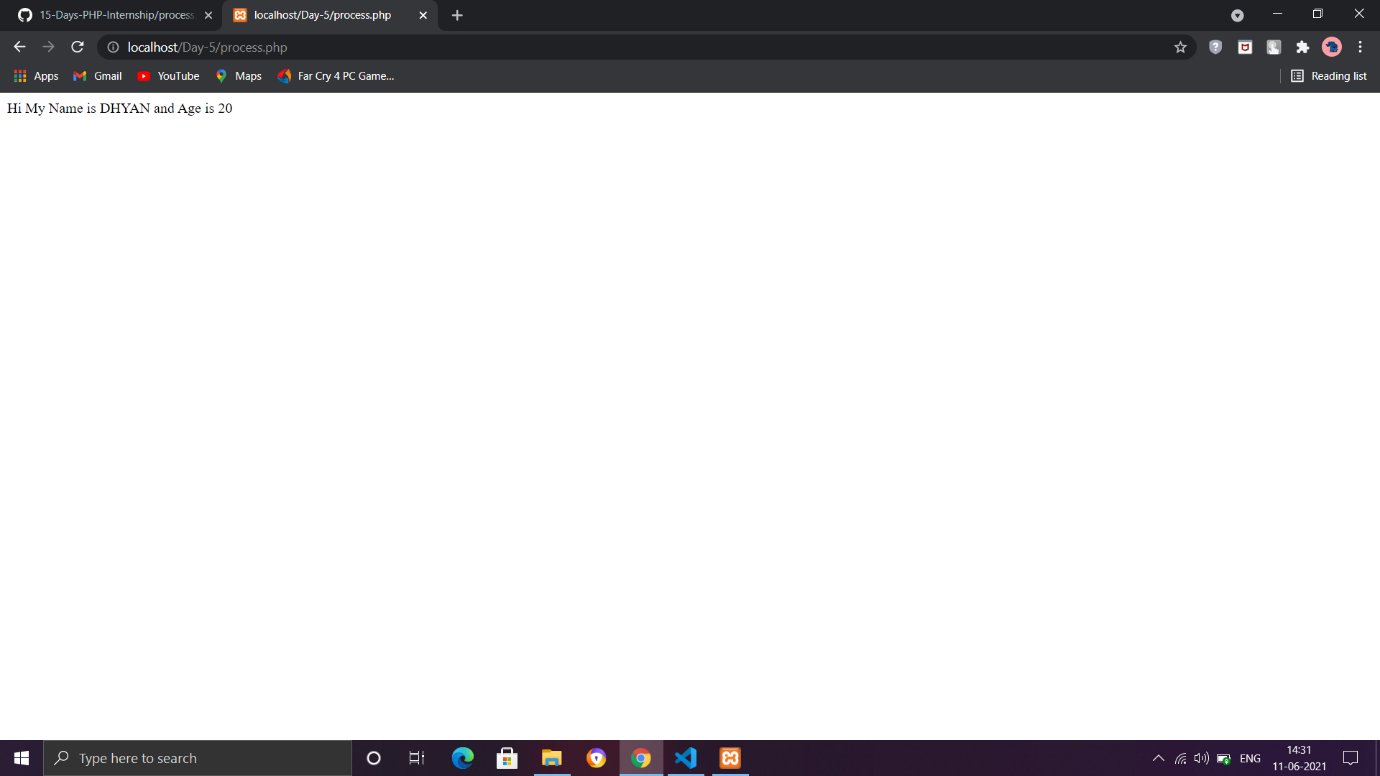 15-Days-PHP-Internship/process
localhost/Day-5/process.php
localhost/Day-5/process.php
Apps
Gmail
YouTube
Maps
Far Cry 4 PC Game...
Reading list
Hi My Name is DHYAN and Age is 20
Type here to search
ENG
14:31
11-06-2021